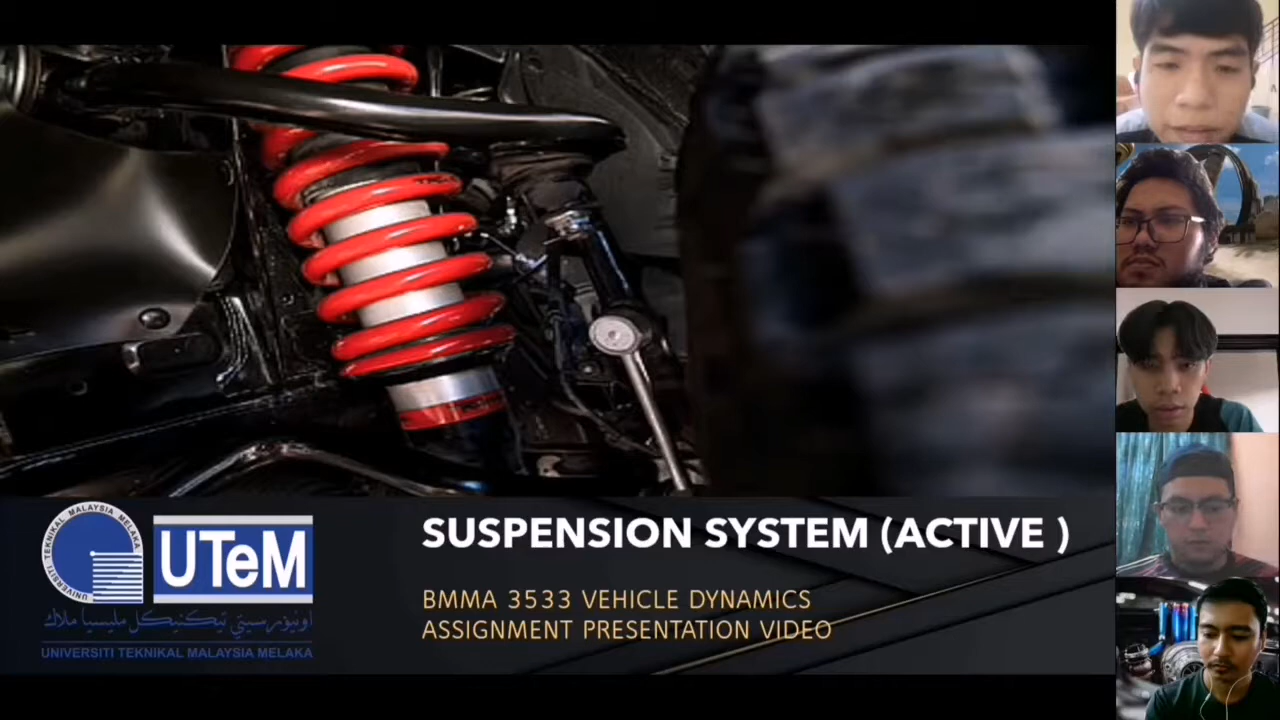 UNIVERSITI TEKNIKAL MALAYSIA MELAKA
UTeM
اونيۏرسيتي تيكنيكل مليسيا ملاك
UNIVERSITI TEKNIKAL MALAYSIA MELAKA
SUSPENSION SYSTEM (ACTIVE )
BMMA 3533 VEHICLE DYNAMICS
ASSIGNMENT PRESENTATION VIDEO